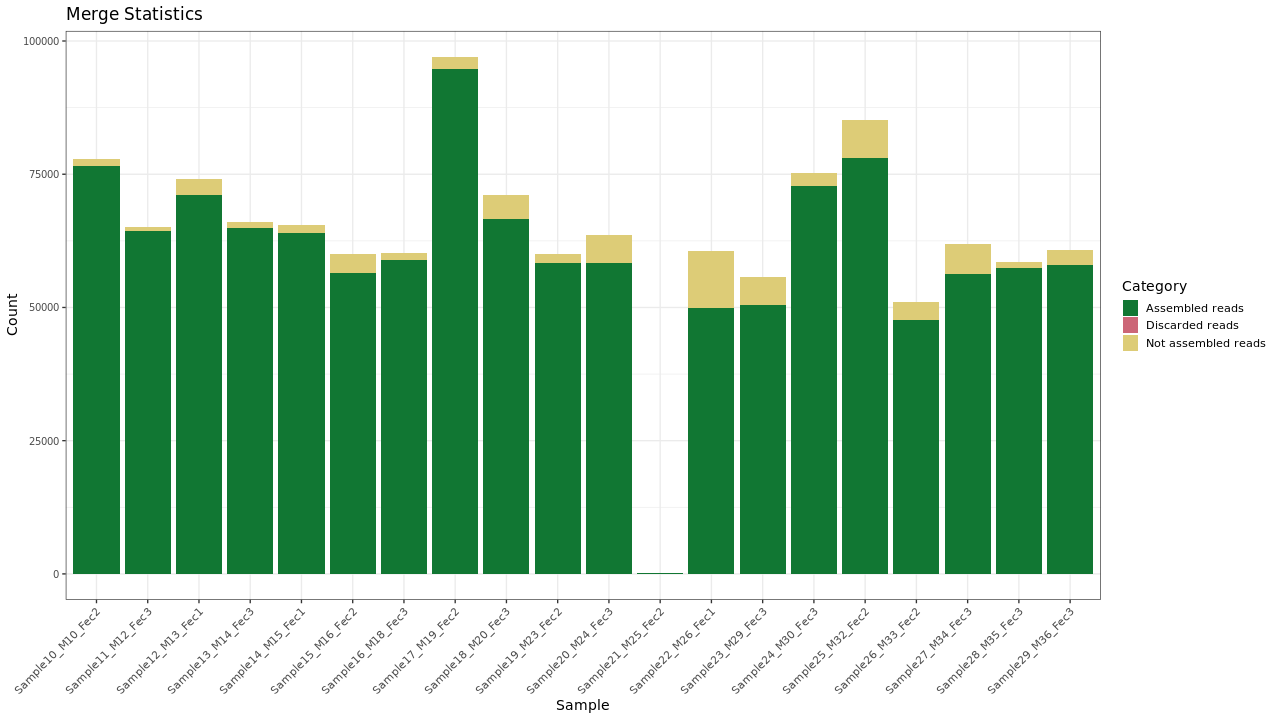 Merge Statistics
100000
75000
50000
25000
0
Count
Sample10_M10_Fec2
Sample11_M12_Fec3
Sample12_M13_Fec1
Sample13_M14_Fec3
Sample14_M15_Fec1
Sample15_M16_Fec2
Sample16_M18_Fec3
Sample17_M19_Fec2
Sample18_M20_Fec3
Sample19_M23_Fec2
Sample20_M24_Fec3
Sample21_M25_Fec2
Sample22_M26_Fec1
Sample23_M29_Fec3
Sample24_M30_Fec3
Sample25_M32_Fec2
Sample26_M33_Fec2
Sample27_M34_Fec3
Sample28_M35_Fec3
Sample29_M36_Fec3
Sample
Category
Assembled reads
Discarded reads
Not assembled reads